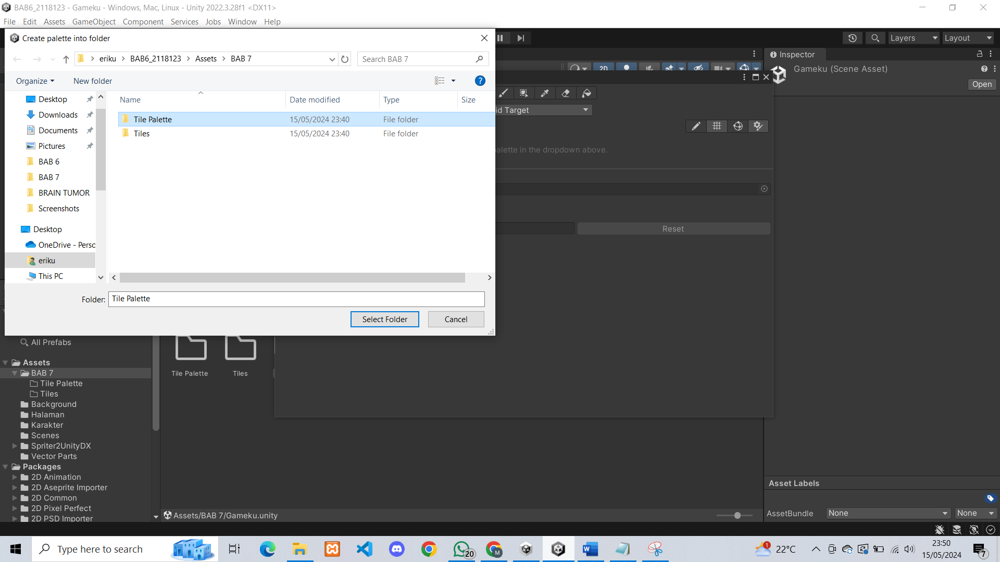 BAB6_2118123 - Gameku - Windows, Mac, Linux - Unity 2022.3.28f1 <DX11>
File Edit Assets GameObject Component Services Jobs Window Help
Create palette into folder
Layers
Layout
eriku BAB6_2118123 Assets BAB 7
Search BAB 7
Inspector
2D
Gameku (Scene Asset)
Open
Organize
New folder
Desktop
Downloads
Documents
Pictures
BAB 6
BAB 7
BRAIN TUMOR
Screenshots
Desktop
OneDrive - Perso
eriku
This PC
Name Date modified Type Size
Tile Palette 15/05/2024 23:40 File folder
Tiles 15/05/2024 23:40 File folder
id Target
palette in the dropdown above.
Reset
Folder: Tile Palette
Select Folder
Cancel
All Prefabs
Assets
BAB 7
Tile Palette
Tiles
Background
Halaman
Karakter
Scenes
Spriter2UnityDX
Vector Parts
Packages
2D Animation
2D Aseprite Importer
2D Common
2D Pixel Perfect
2D PSD Importer
Tile Palette
Tiles
Assets/BAB 7/Gameku.unity
Asset Labels
AssetBundle None None
Type here to search
20
M
1
22°C
23:50
15/05/2024
7